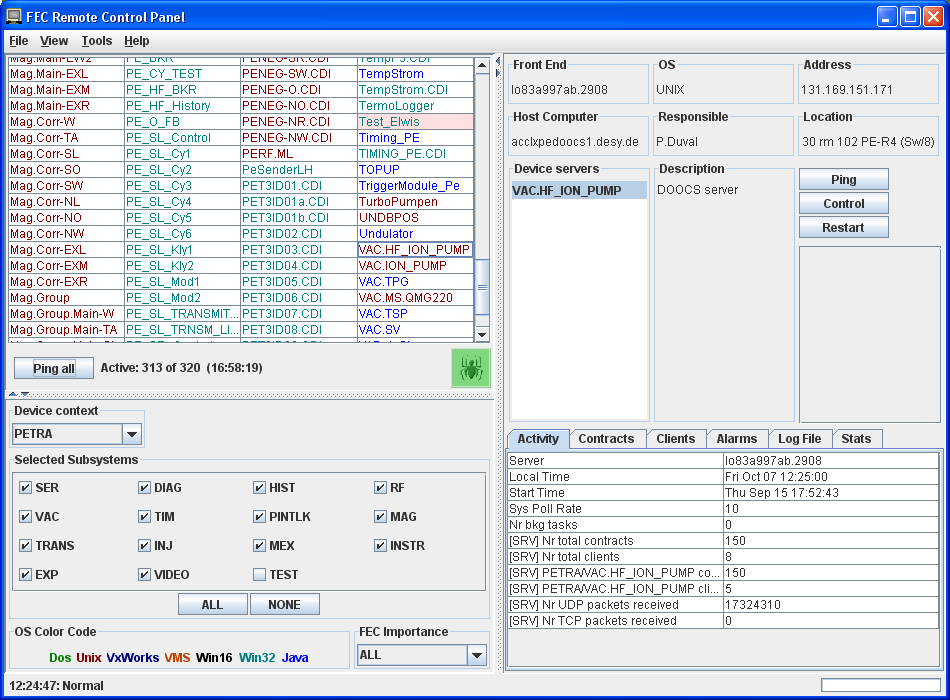 FEC Remote Control Panel
File View Tools Help
Mag.Main-EXL PE_CY_TEST PENEG-SW.CDI TempStrom
Mag.Main-EXM PE_HF_BKR PENEG-O.CDI TempStrom.CDI
Mag.Main-EXR PE_HF_History PENEG-NO.CDI TermoLogger
Mag.Corr-W PE_O_FB PENEG-NR.CDI Test_Elwis
Mag.Corr-TA PE_SL_Control PENEG-NW.CDI Timing_PE
Mag.Corr-SL PE_SL_Cy1 PERF.ML TIMING_PE.CDI
Mag.Corr-SO PE_SL_Cy2 PeSenderLH TOPUP
Mag.Corr-SW PE_SL_Cy3 PET3ID01.CDI TriggerModule_Pe
Mag.Corr-NL PE_SL_Cy4 PET3ID01a.CDI TurboPumpen
Mag.Corr-NO PE_SL_Cy5 PET3ID01b.CDI UNDBPOS
Mag.Corr-NW PE_SL_Cy6 PET3ID02.CDI Undulator
Mag.Corr-EXL PE_SL_Kly1 PET3ID03.CDI VAC.HF_ION_PUMP
Mag.Corr-EXM PE_SL_Kly2 PET3ID04.CDI VAC.ION_PUMP
Mag.Corr-EXR PE_SL_Mod1 PET3ID05.CDI VAC.TPG
Mag.Group PE_SL_Mod2 PET3ID06.CDI VAC.MS.QMG220
Mag.Group.Main-W PE_SL_TRANSMIT... PET3ID07.CDI VAC.TSP
Mag.Group.Main-TA PE_SL_TRNSM_LI... PET3ID08.CDI VAC.SV
Ping all Active: 313 of 320 (16:58:19)
Device context
PETRA
Selected Subsystems
SER DIAG HIST RF
VAC TIM PINTLK MAG
TRANS INJ MEX INSTR
EXP VIDEO TEST
ALL NONE
OS Color Code
Dos Unix VxWorks VMS Win16 Win32 Java
FEC Importance
ALL
Front End OS Address
lo83a997ab.2908 UNIX 131.169.151.171
Host Computer Responsible Location
acclxpedoocs1.desy.de P.Duval 30 rm 102 PE-R4 (Sw/8)
Device servers Description
VAC.HF_ION_PUMP DOOCS server
Ping
Control
Restart
Activity Contracts Clients Alarms Log File Stats
Server lo83a997ab.2908
Local Time Fri Oct 07 12:25:00
Start Time Thu Sep 15 17:52:43
Sys Poll Rate 10
Nr bkg tasks 0
[SRV] Nr total contracts 150
[SRV] Nr total clients 8
[SRV] PETRA/VAC.HF_ION_PUMP co... 150
[SRV] PETRA/VAC.HF_ION_PUMP cli... 5
[SRV] Nr UDP packets received 17324310
[SRV] Nr TCP packets received 0
12:24:47: Normal